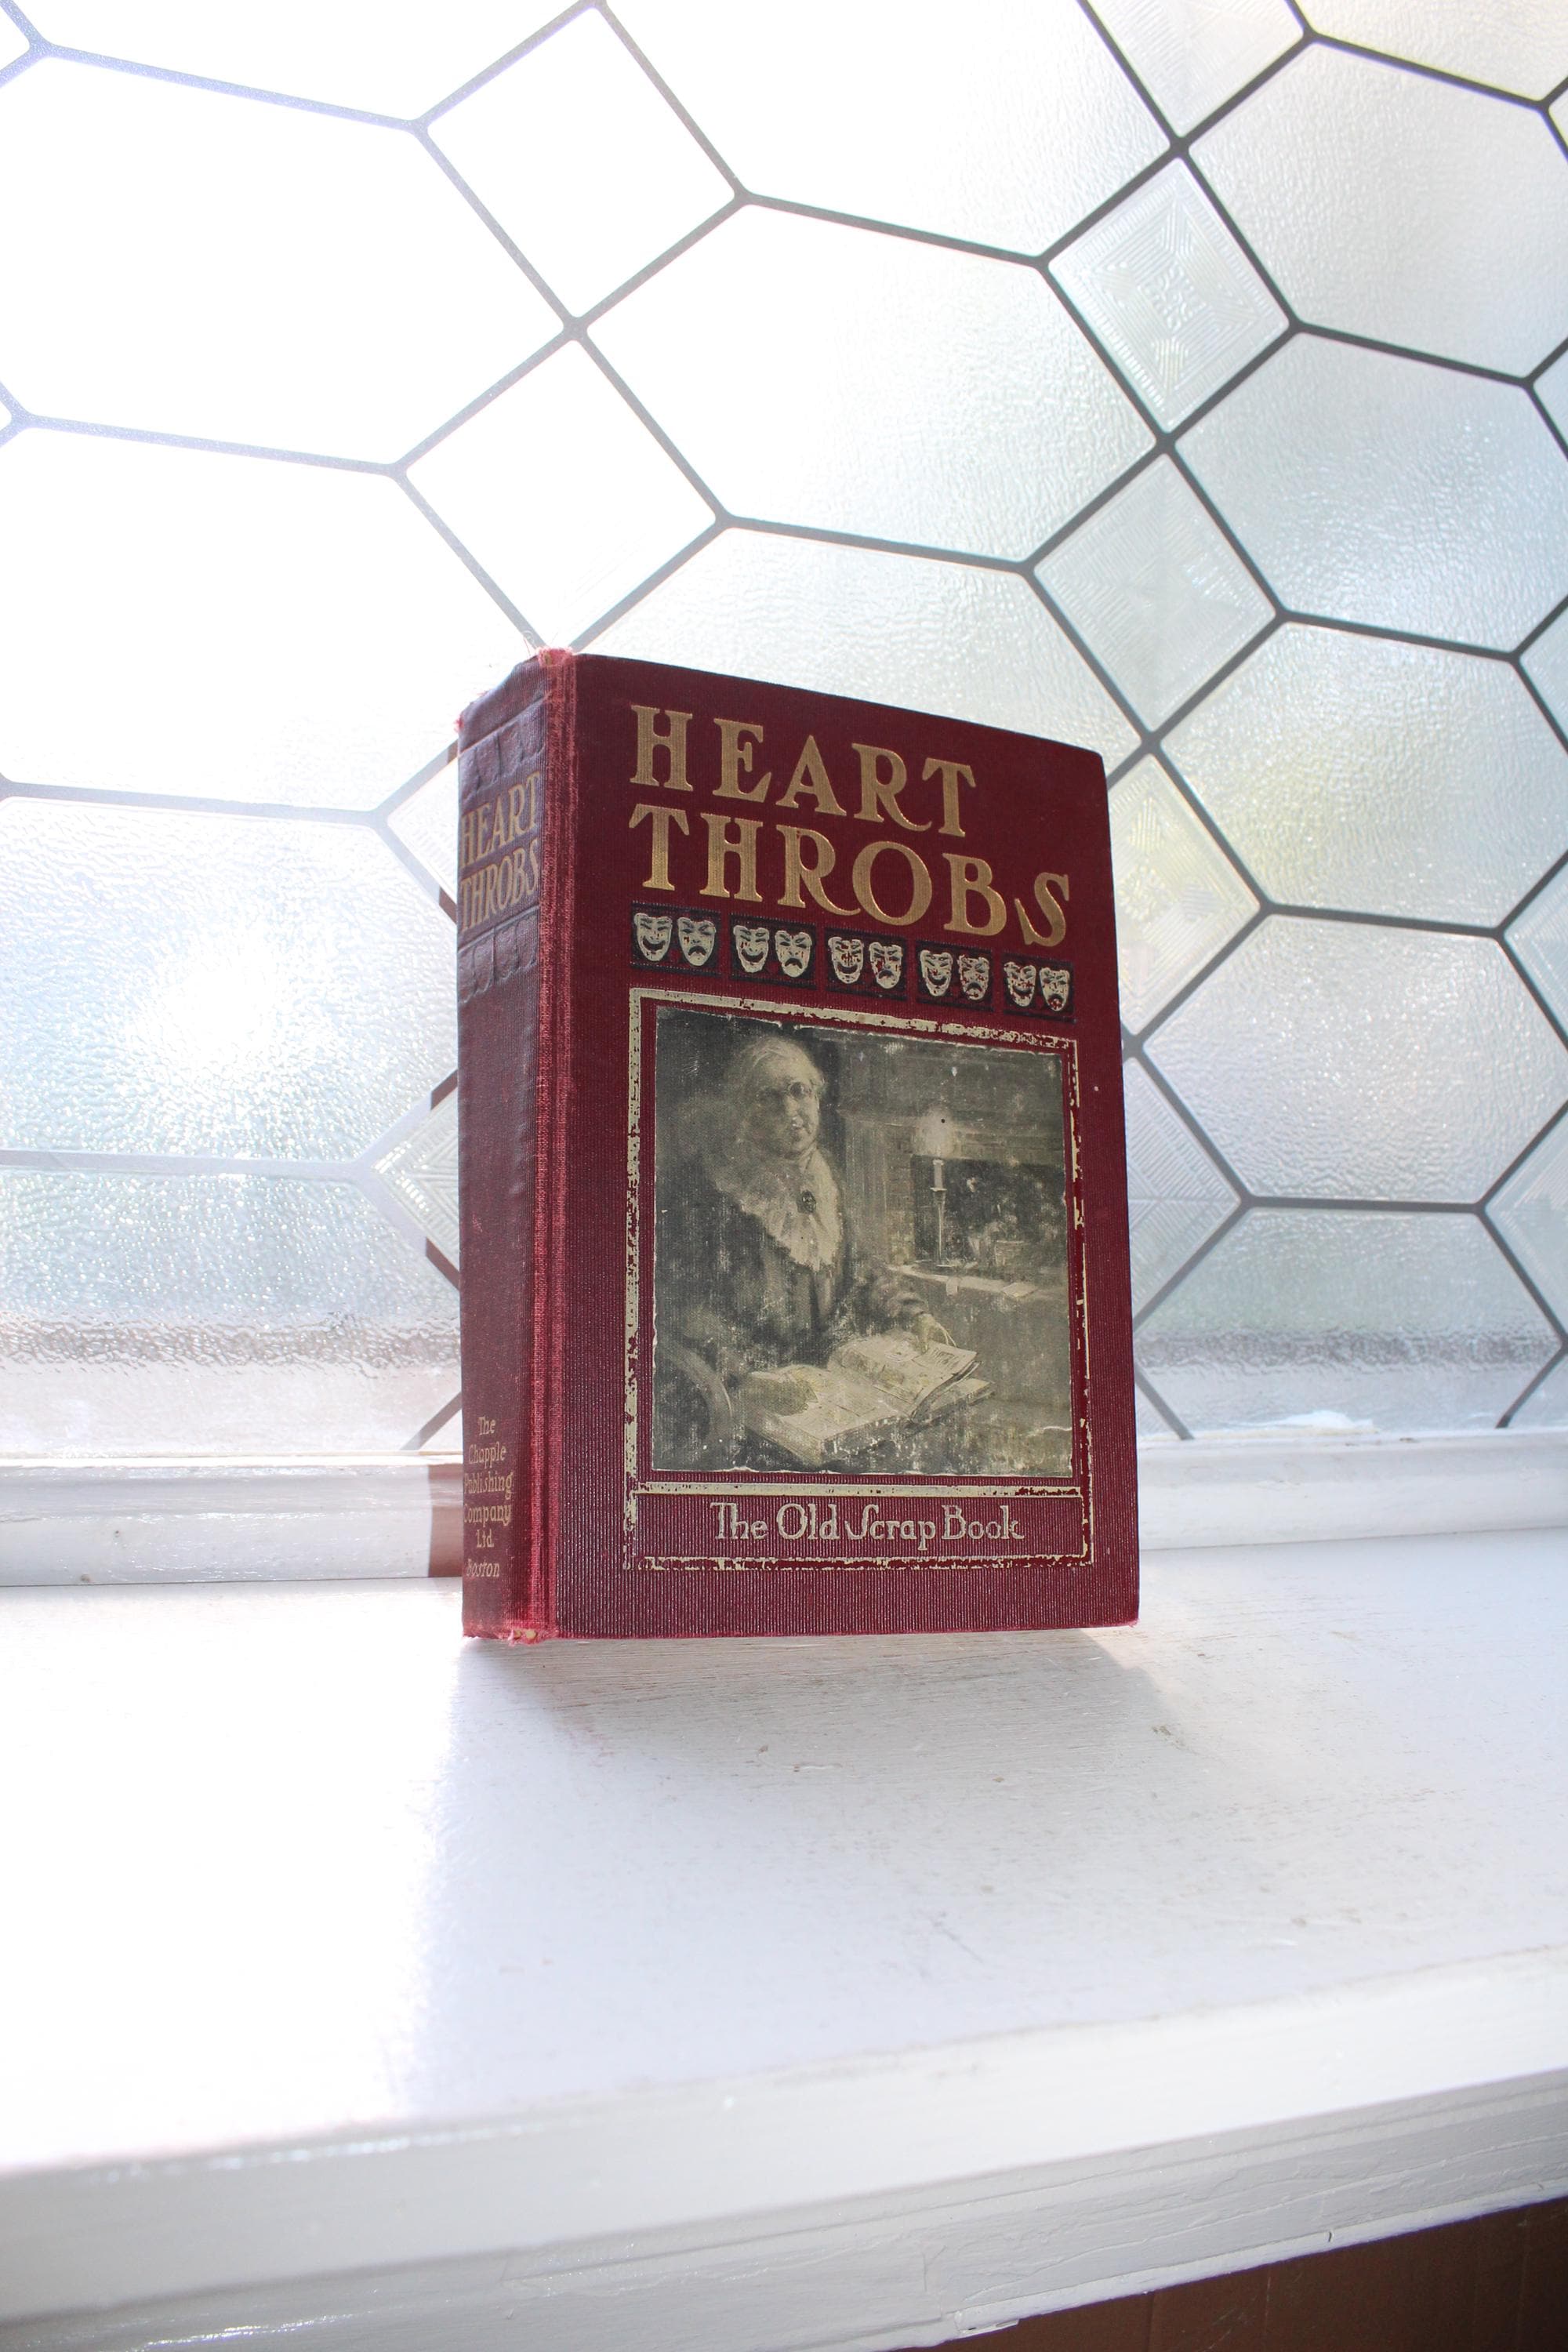 HEART
THROBS
The
Chapple
Publishing
Company
Ltd.
Boston
HEART
THROBS
The Old Scrap Book